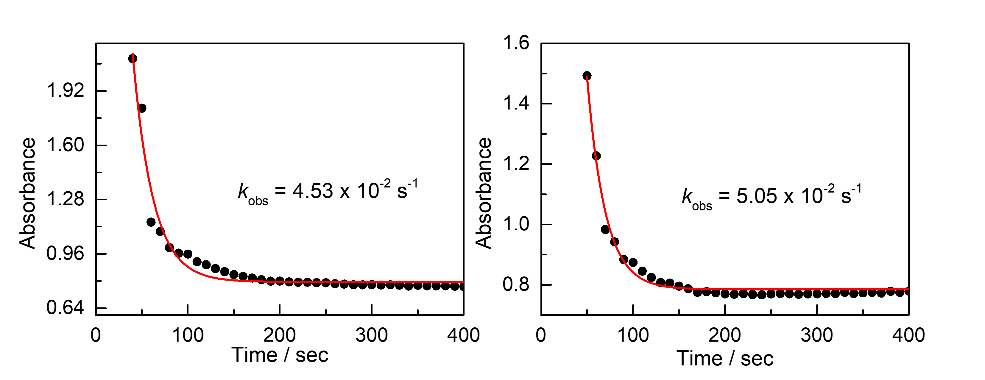 Absorbance
1.92
1.60
1.28
0.96
0.64
k_obs = 4.53 x 10^-2 s^-1
0 100 200 300 400
Time / sec
Absorbance
1.6
1.4
1.2
1.0
0.8
k_obs = 5.05 x 10^-2 s^-1
0 100 200 300 400
Time / sec